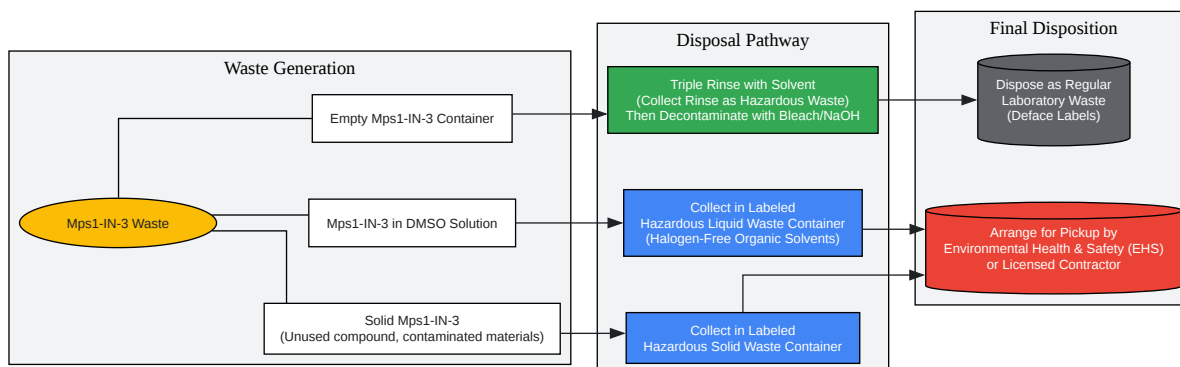 Waste Generation
Mps1-IN-3 Waste
Empty Mps1-IN-3 Container
Mps1-IN-3 in DMSO Solution
Solid Mps1-IN-3
(Unused compound, contaminated materials)
Disposal Pathway
Triple Rinse with Solvent
(Collect Rinse as Hazardous Waste)
Then Decontaminate with Bleach/NaOH
Collect in Labeled
Hazardous Liquid Waste Container
(Halogen-Free Organic Solvents)
Collect in Labeled
Hazardous Solid Waste Container
Final Disposition
Dispose as Regular
Laboratory Waste
(Deface Labels)
Arrange for Pickup by
Environmental Health & Safety (EHS)
or Licensed Contractor